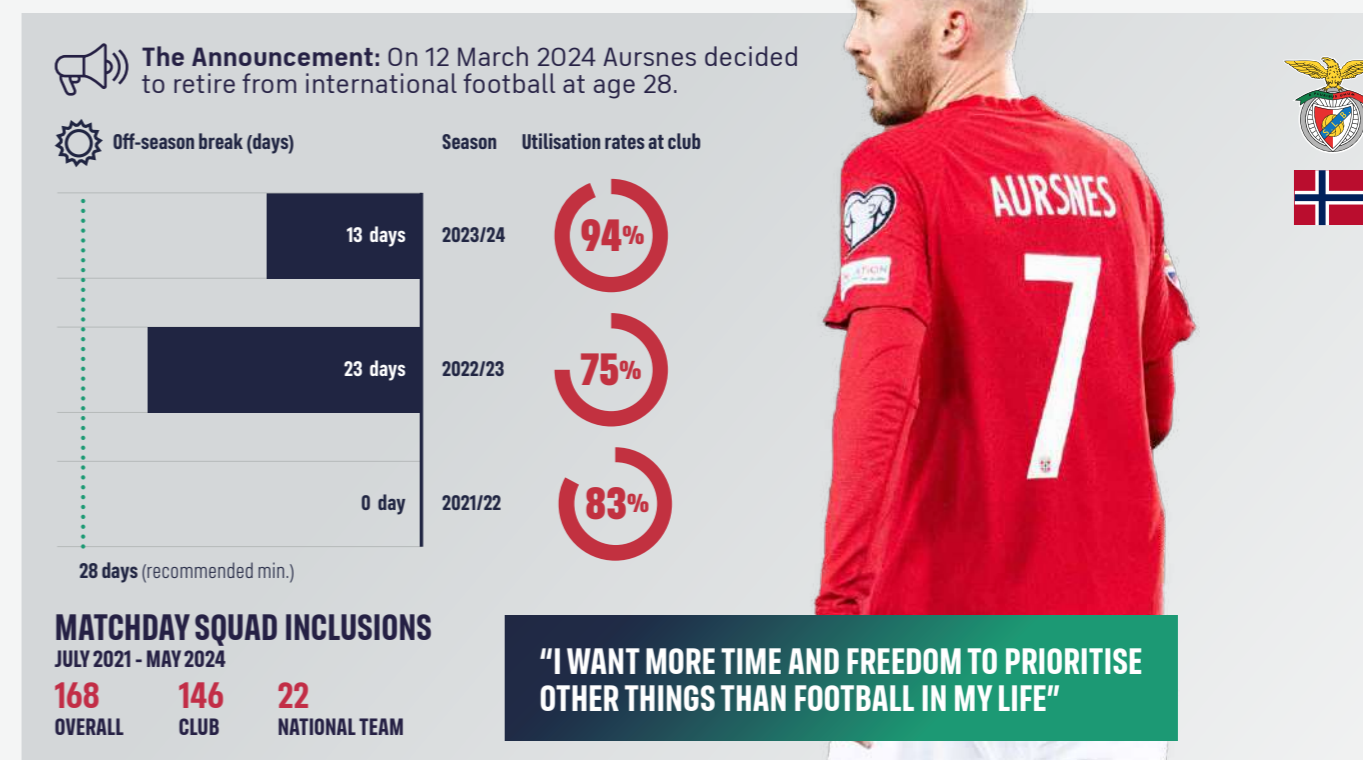 The Announcement: On 12 March 2024 Aursnes decided
to retire from international football at age 28.
Off-season break (days)
Season
Utilisation rates at club
13 days
2023/24
94%
23 days
2022/23
75%
0 day
2021/22
83%
28 days (recommended min.)
MATCHDAY SQUAD INCLUSIONS
JULY 2021 - MAY 2024
168
146
22
OVERALL
CLUB
NATIONAL TEAM
"I WANT MORE TIME AND FREEDOM TO PRIORITISE
OTHER THINGS THAN FOOTBALL IN MY LIFE"
AURSNES
7